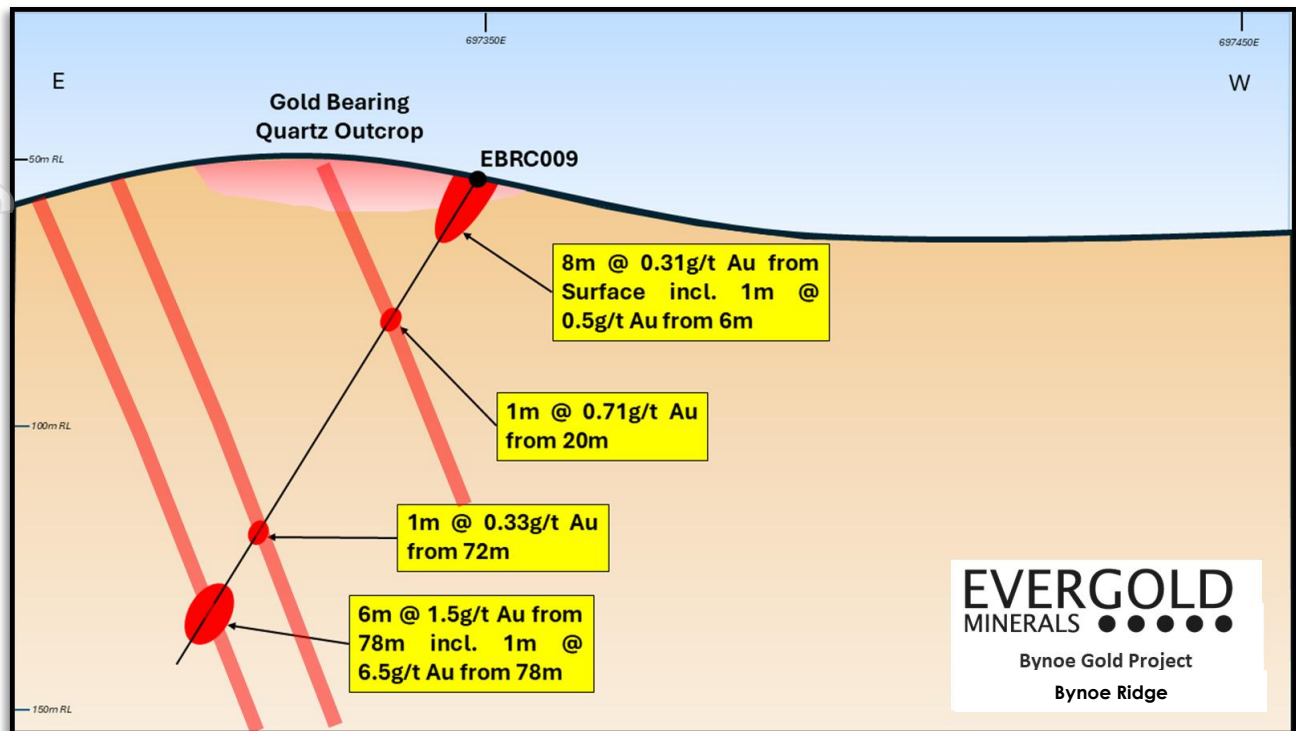 697350E
697450E
E
W
Gold Bearing
Quartz Outcrop
EBRC009
50m RL
8m @ 0.31g/t Au from
Surface incl. 1m @
0.5g/t Au from 6m
1m @ 0.71g/t Au
from 20m
100m RL
1m @ 0.33g/t Au
from 72m
6m @ 1.5g/t Au from
78m incl. 1m @
6.5g/t Au from 78m
150m RL
EVERGOLD
MINERALS
Bynoe Gold Project
Bynoe Ridge